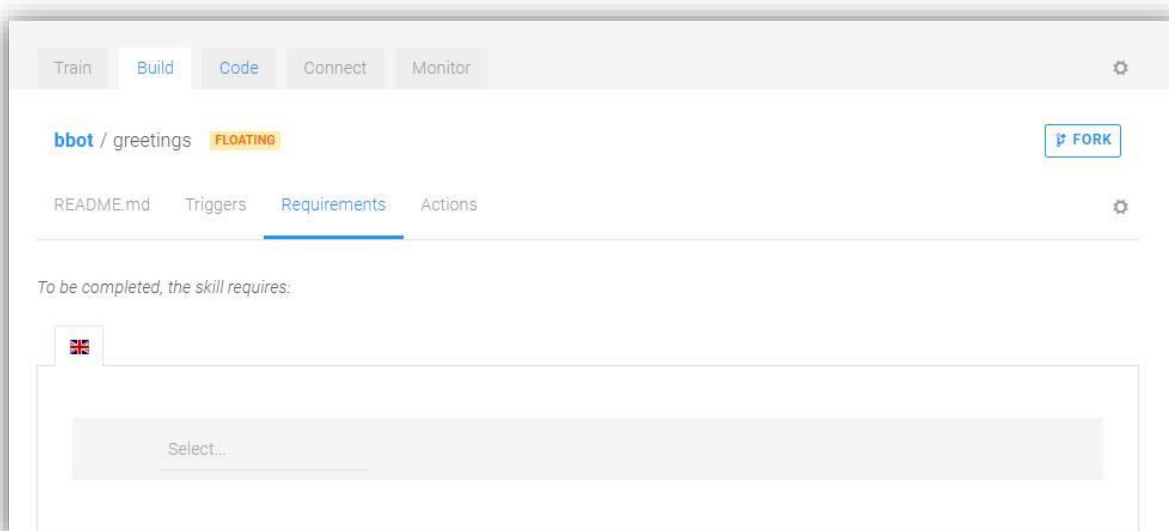 Train Build Code Connect Monitor
bbot / greetings FLOATING FORK
README.md Triggers Requirements Actions
To be completed, the skill requires:
Select...